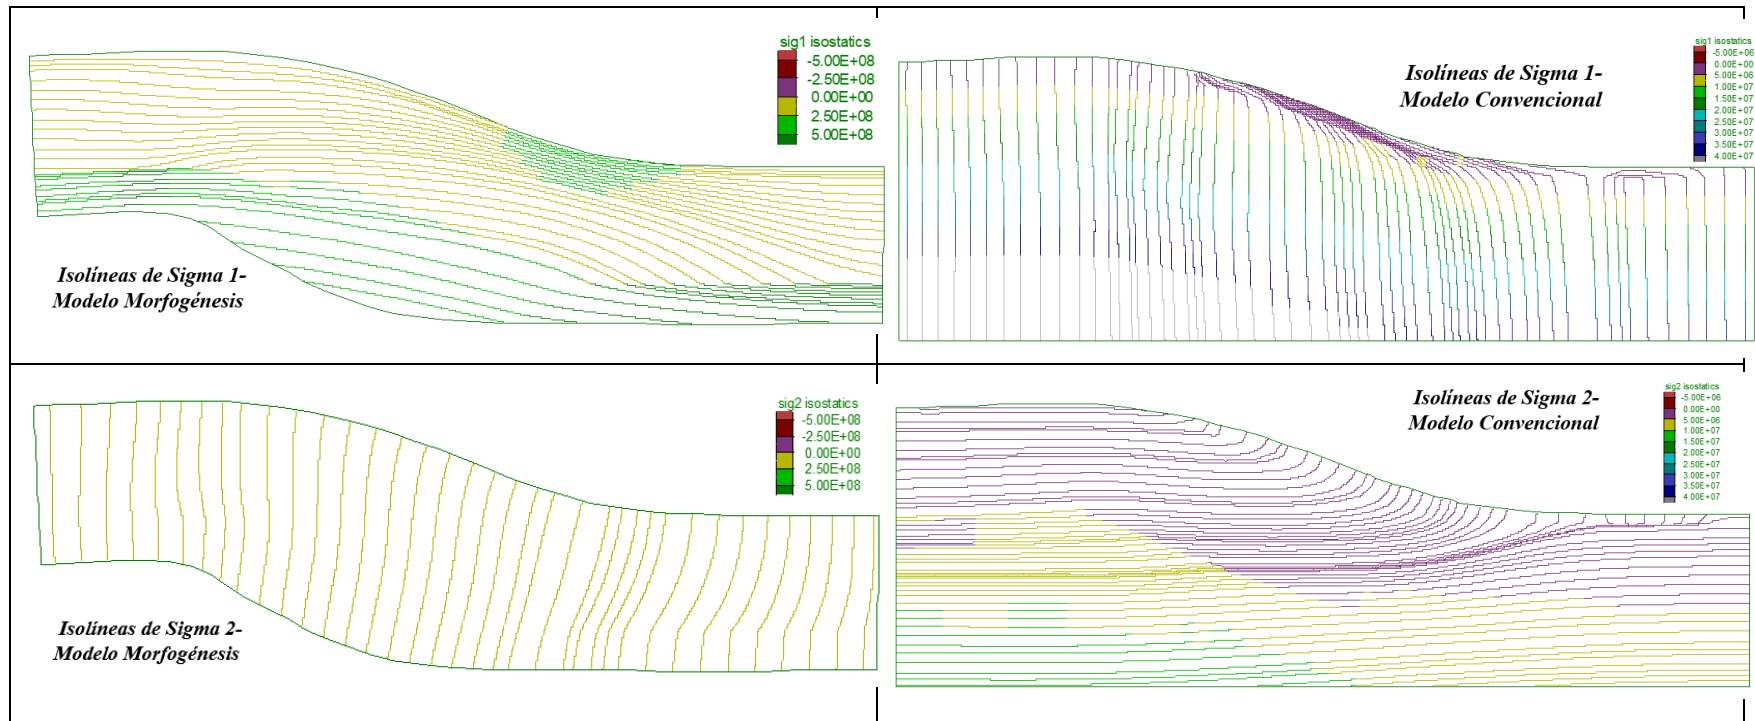 sig1 isostatics
-5.00E+08
-2.50E+08
0.00E+00
2.50E+08
5.00E+08
Isolíneas de Sigma 1-
Modelo Morfogénesis
Isolíneas de Sigma 1-
Modelo Convencional
sig1 isostatics
-5.00E+06
0.00E+00
5.00E+06
1.00E+07
1.50E+07
2.00E+07
2.50E+07
3.00E+07
3.50E+07
4.00E+07
sig2 isostatics
-5.00E+08
-2.50E+08
0.00E+00
2.50E+08
5.00E+08
Isolíneas de Sigma 2-
Modelo Morfogénesis
Isolíneas de Sigma 2-
Modelo Convencional
sig2 isostatics
-5.00E+06
0.00E+00
5.00E+06
1.00E+07
1.50E+07
2.00E+07
2.50E+07
3.00E+07
3.50E+07
4.00E+07